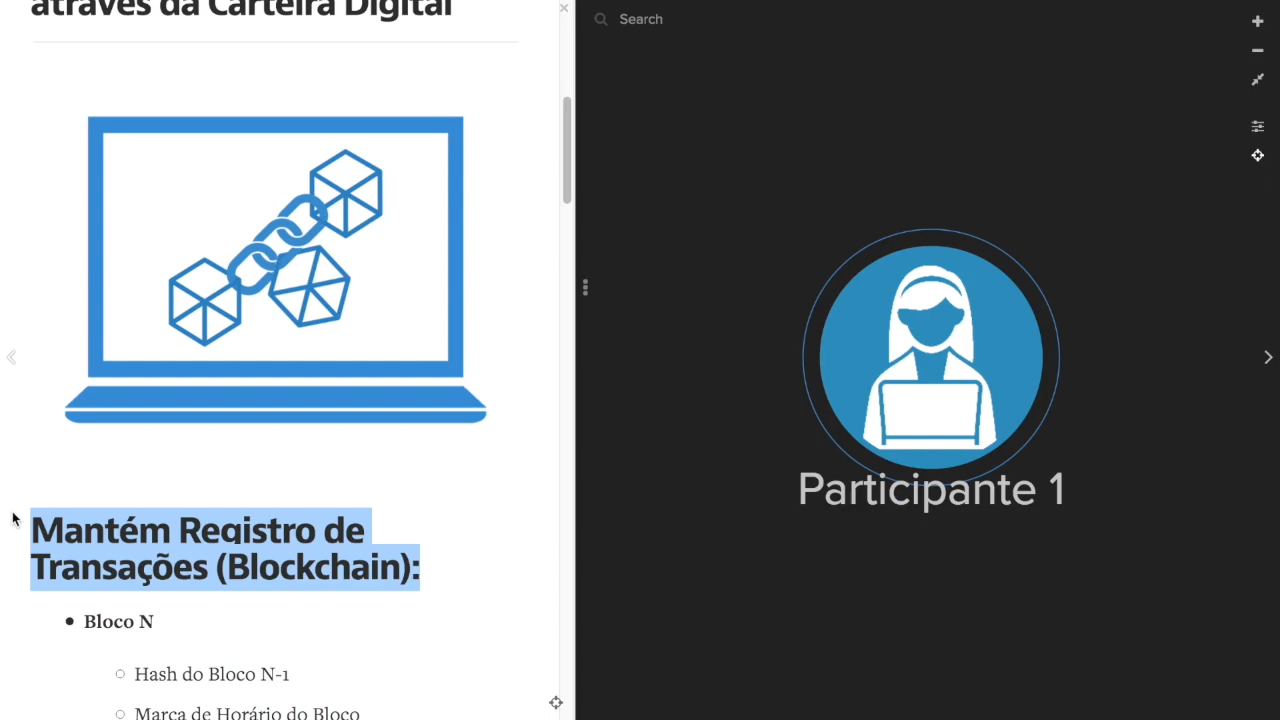 através da Carteira Digital
Mantém Registro de
Transações (Blockchain):
Bloco N
Hash do Bloco N-1
Marca de Horário do Bloco
Search
Participante 1